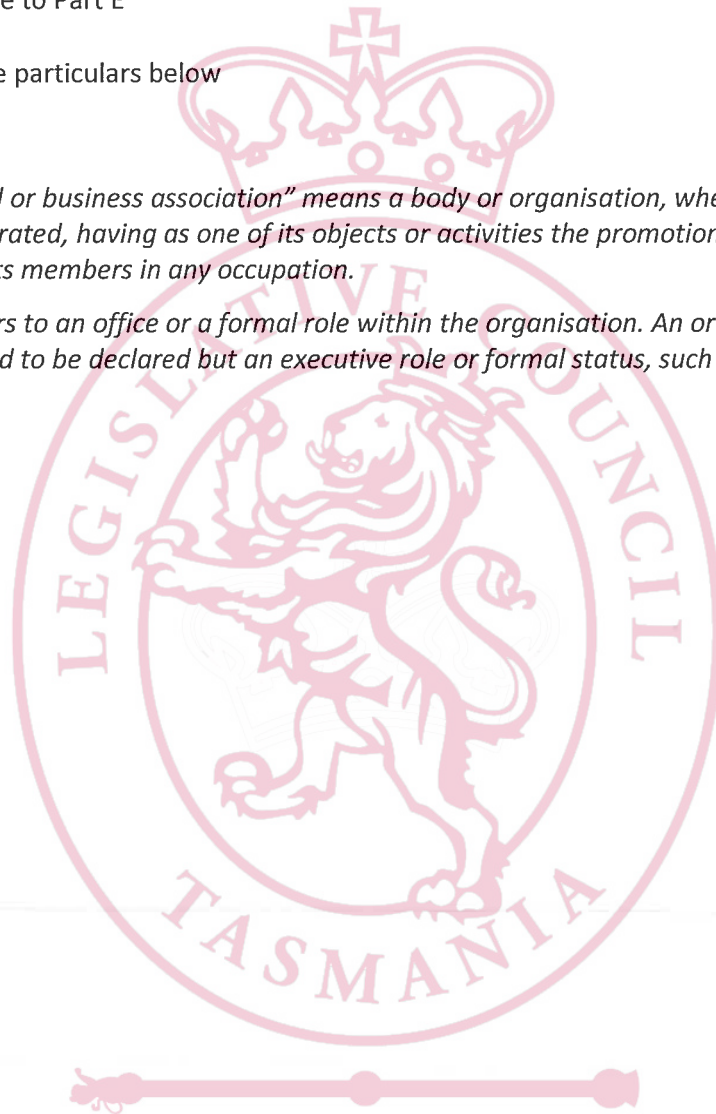 e to Part E
e particulars below
l or business association” means a body or organisation, whe
rated, having as one of its objects or activities the promotion
ts members in any occupation.
rs to an office or a formal role within the organisation. An or
d to be declared but an executive role or formal status, such
LEGISLATIVE COUNCIL
TASMANIA